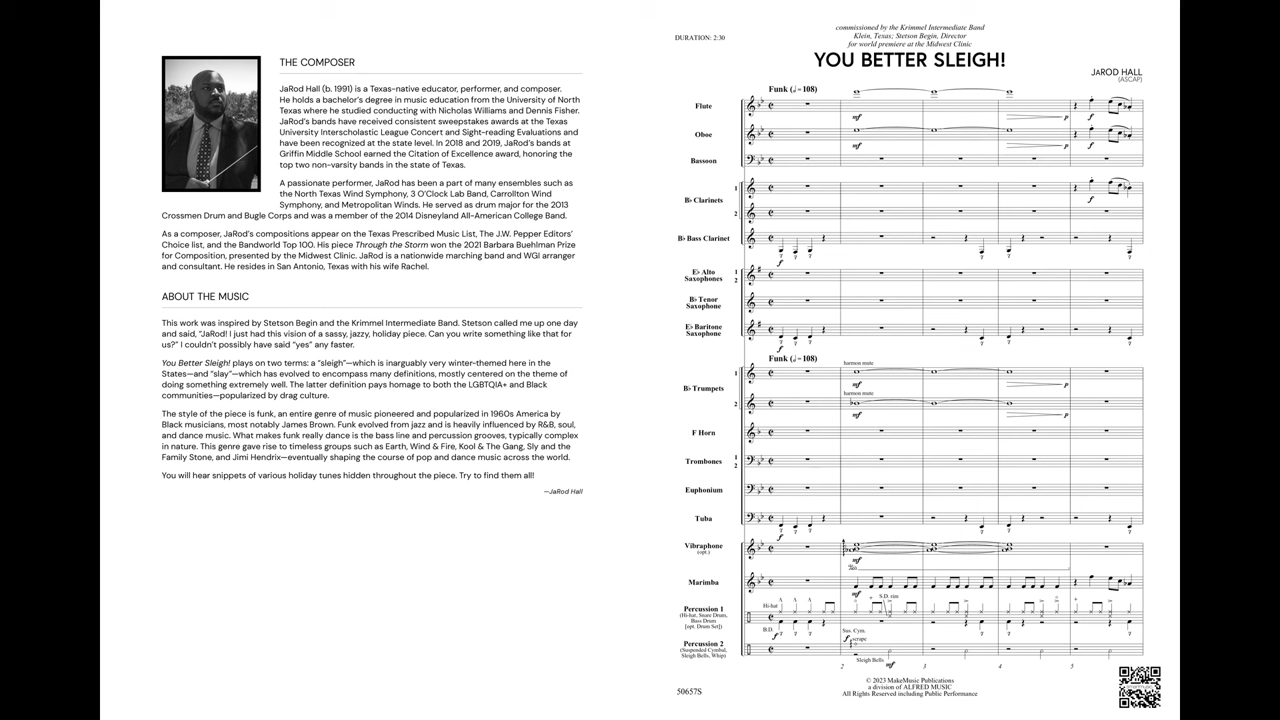 THE COMPOSER
JaRod Hall (b. 1991) is a Texas-native educator, performer, and composer.
He holds a bachelor's degree in music education from the University of North
Texas where he studied conducting with Nicholas Williams and Dennis Fisher.
JaRod's bands have received consistent sweepstakes awards at the Texas
University Interscholastic League Concert and Sight-reading Evaluations and
have been recognized at the state level. In 2018 and 2019, JaRod's bands at
Griffin Middle School earned the Citation of Excellence award, honoring the
top two non-varsity bands in the state of Texas.
A passionate performer, JaRod has been a part of many ensembles such as
the North Texas Wind Symphony, 3 O'Clock Lab Band, Carrollton Wind
Symphony, and Metropolitan Winds. He served as drum major for the 2013
Crossmen Drum and Bugle Corps and was a member of the 2014 Disneyland All-American College Band.
As a composer, JaRod's compositions appear on the Texas Prescribed Music List, The J.W. Pepper Editors'
Choice list, and the Bandworld Top 100. His piece Through the Storm won the 2021 Barbara Buehlman Prize
for Composition, presented by the Midwest Clinic. JaRod is a nationwide marching band and WGI arranger
and consultant. He resides in San Antonio, Texas with his wife Rachel.
ABOUT THE MUSIC
This work was inspired by Stetson Begin and the Krimmel Intermediate Band. Stetson called me up one day
and said, "JaRod! I just had this vision of a sassy, jazzy, holiday piece. Can you write something like that for
us?" I couldn't possibly have said "yes" any faster.
You Better Sleigh! plays on two terms: a "sleigh"—which is inarguably very winter-themed here in the
States—and "slay"—which has evolved to encompass many definitions, mostly centered on the theme of
doing something extremely well. The latter definition pays homage to both the LGBTQIA+ and Black
communities—popularized by drag culture.
The style of the piece is funk, an entire genre of music pioneered and popularized in 1960s America by
Black musicians, most notably James Brown. Funk evolved from jazz and is heavily influenced by R&B, soul,
and dance music. What makes funk really dance is the bass line and percussion grooves, typically complex
in nature. This genre gave rise to timeless groups such as Earth, Wind & Fire, Kool & The Gang, Sly and the
Family Stone, and Jimi Hendrix—eventually shaping the course of pop and dance music across the world.
You will hear snippets of various holiday tunes hidden throughout the piece. Try to find them all!
—JaRod Hall
DURATION: 2:30
commissioned by the Krimmel Intermediate Band
Klein, Texas; Stetson Begin, Director
for world premiere at the Midwest Clinic
YOU BETTER SLEIGH!
JAROD HALL
(ASCAP)
Funk (♩=108)
Flute
mf
p
f
Oboe
mf
p
f
Bassoon
B♭ Clarinets
1
2
f
B♭ Bass Clarinet
f
E♭ Alto
Saxophones
1
2
B♭ Tenor
Saxophone
E♭ Baritone
Saxophone
f
Funk (♩=108)
harmon mute
B♭ Trumpets
1
mf
p
harmon mute
2
mf
p
F Horn
Trombones
1
2
Euphonium
Tuba
f
Vibraphone
(opt.)
mf
Marimba
mf
S.D. rim
Percussion 1
(Hi-hat, Snare Drum,
Bass Drum
[opt. Drum Set])
Hi-hat
B.D.
f
Sus. Cym.
f scrape
Percussion 2
(Suspended Cymbal,
Sleigh Bells, Whip)
Sleigh Bells
mf
2
3
4
5
© 2023 MakeMusic Publications
a division of ALFRED MUSIC
All Rights Reserved including Public Performance
50657S